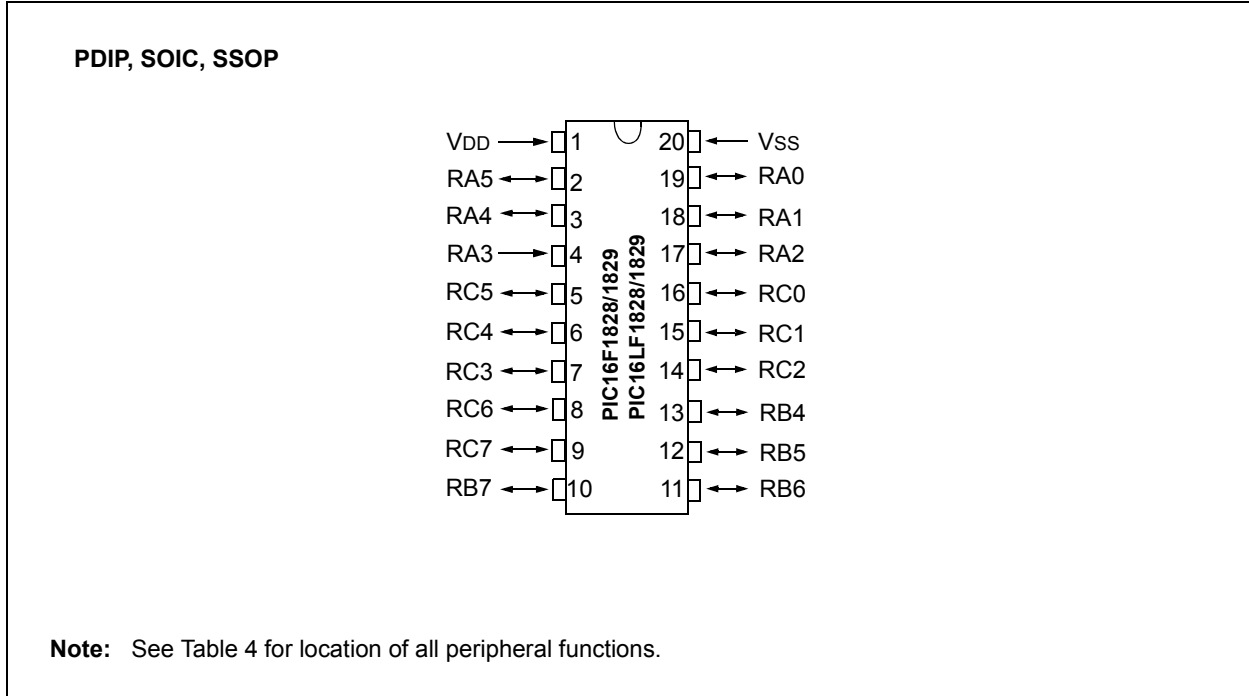 PDIP, SOIC, SSOP
VDD 1 20 VSS
RA5 2 19 RA0
RA4 3 18 RA1
RA3 4 17 RA2
RC5 5 16 RC0
RC4 6 15 RC1
RC3 7 14 RC2
RC6 8 13 RB4
RC7 9 12 RB5
RB7 10 11 RB6
PIC16F1828/1829
PIC16LF1828/1829
Note: See Table 4 for location of all peripheral functions.